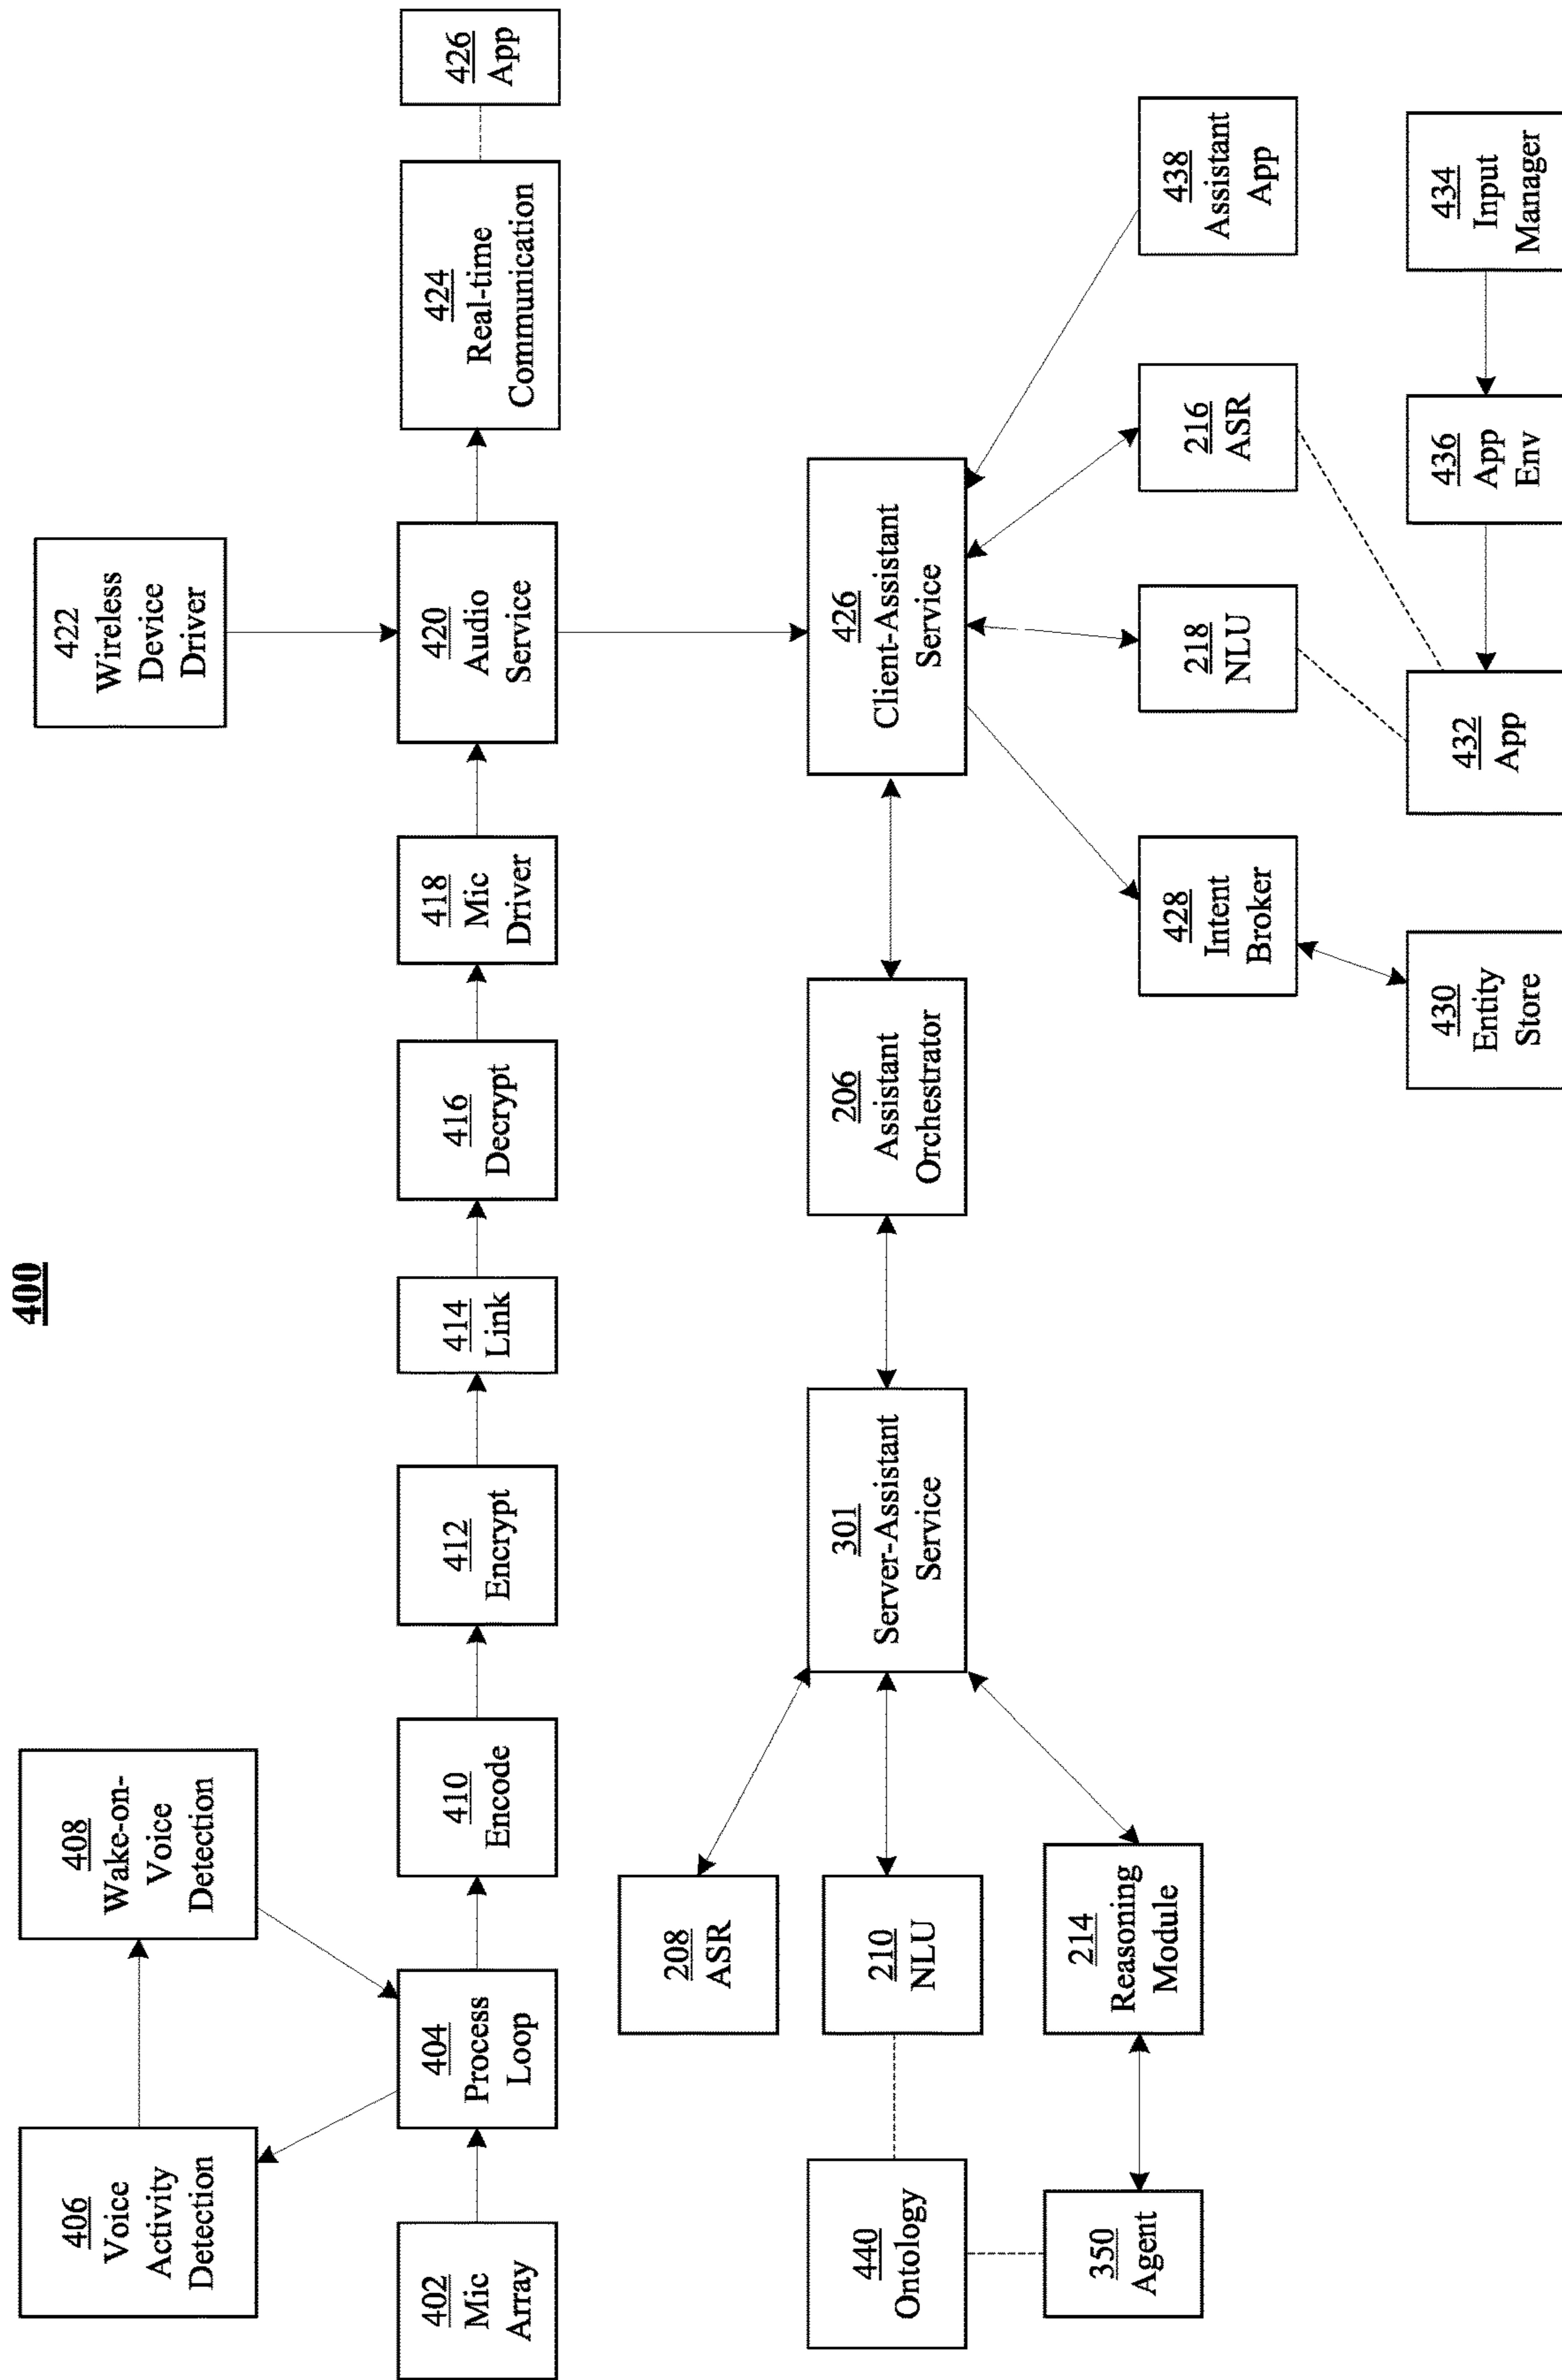 400
406
Voice
Activity
Detection
408
Wake-on-
Voice
Detection
422
Wireless
Device
Driver
402
Mic
Array
404
Process
Loop
410
Encode
412
Encrypt
414
Link
416
Decrypt
418
Mic
Driver
420
Audio
Service
424
Real-time
Communication
426
App
208
ASR
440
Ontology
210
NLU
301
Server-Assistant
Service
206
Assistant
Orchestrator
426
Client-Assistant
Service
350
Agent
214
Reasoning
Module
428
Intent
Broker
218
NLU
216
ASR
438
Assistant
App
430
Entity
Store
432
App
436
App
Env
434
Input
Manager